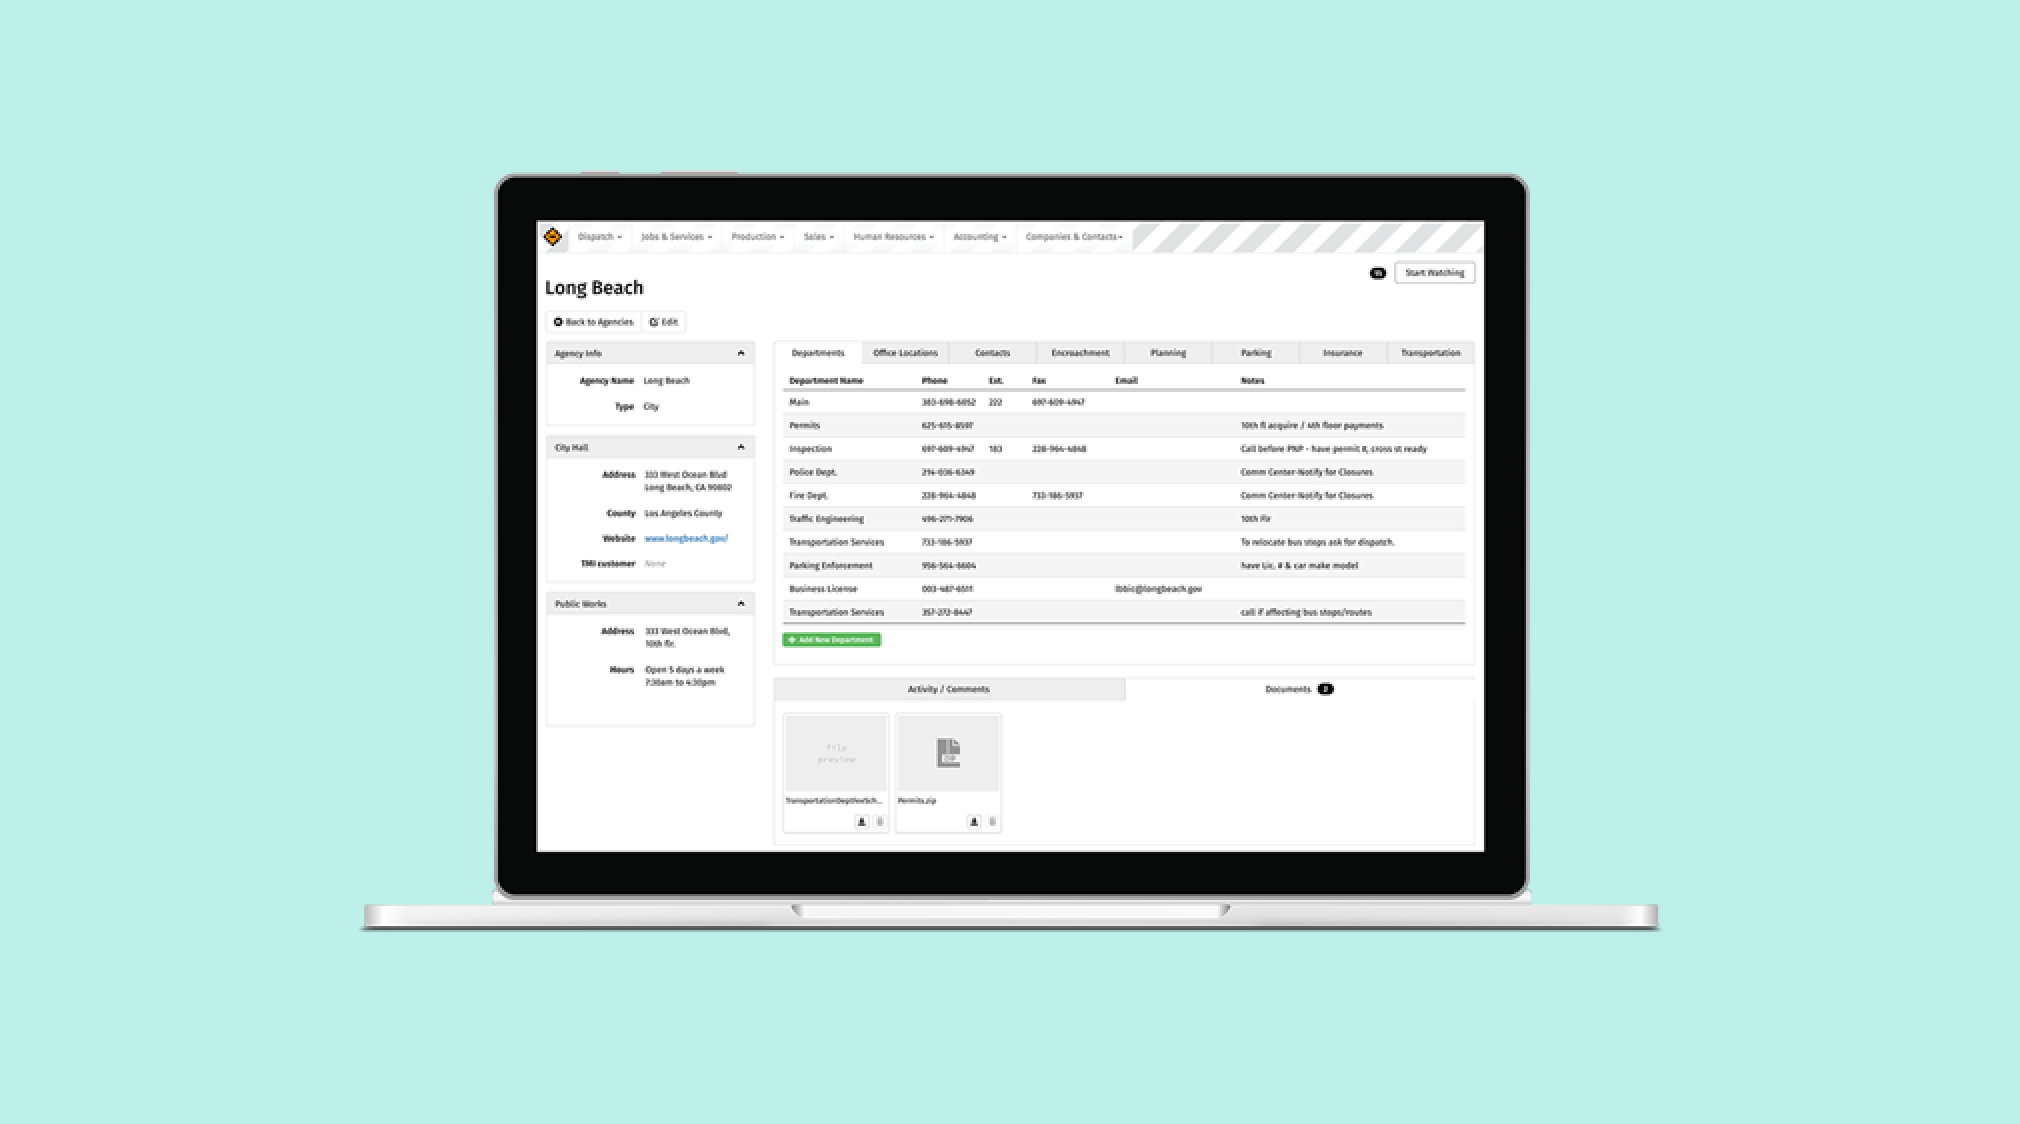 Dispatch Jobs & Services Production Sales Human Resources Accounting Companies & Contacts
Start Watching
Long Beach
Back to Agencies Edit
Agency Info
Agency Name Long Beach
Type City
City Hall
Address 333 West Ocean Blvd
Long Beach, CA 90802
County Los Angeles County
Website www.longbeach.gov/
TMI customer None
Public Works
Address 333 West Ocean Blvd,
10th flr.
Hours Open 5 days a week
7:30am to 4:30pm
Departments Office Locations Contacts Encroachment Planning Parking Insurance Transportation
Department Name Phone Ext. Fax Email Notes
Main 383-698-6052 222 697-609-4947
Permits 625-615-8597 10th fl acquire / 4th floor payments
Inspection 697-609-4947 183 228-964-4848 Call before PNP - have permit #, cross st ready
Police Dept. 214-036-6349 Comm Center-Notify for Closures
Fire Dept. 228-964-4848 733-186-5937 Comm Center-Notify for Closures
Traffic Engineering 496-271-7906 10th Flr
Transportation Services 733-186-5937 To relocate bus stops ask for dispatch.
Parking Enforcement 956-564-6604 have Lic. # & car make model
Business License 003-487-6511 lbbic@longbeach.gov
Transportation Services 357-272-8447 call if affecting bus stops/routes
Add New Department
Activity / Comments Documents 2
file
preview
ZIP
Permits.zip